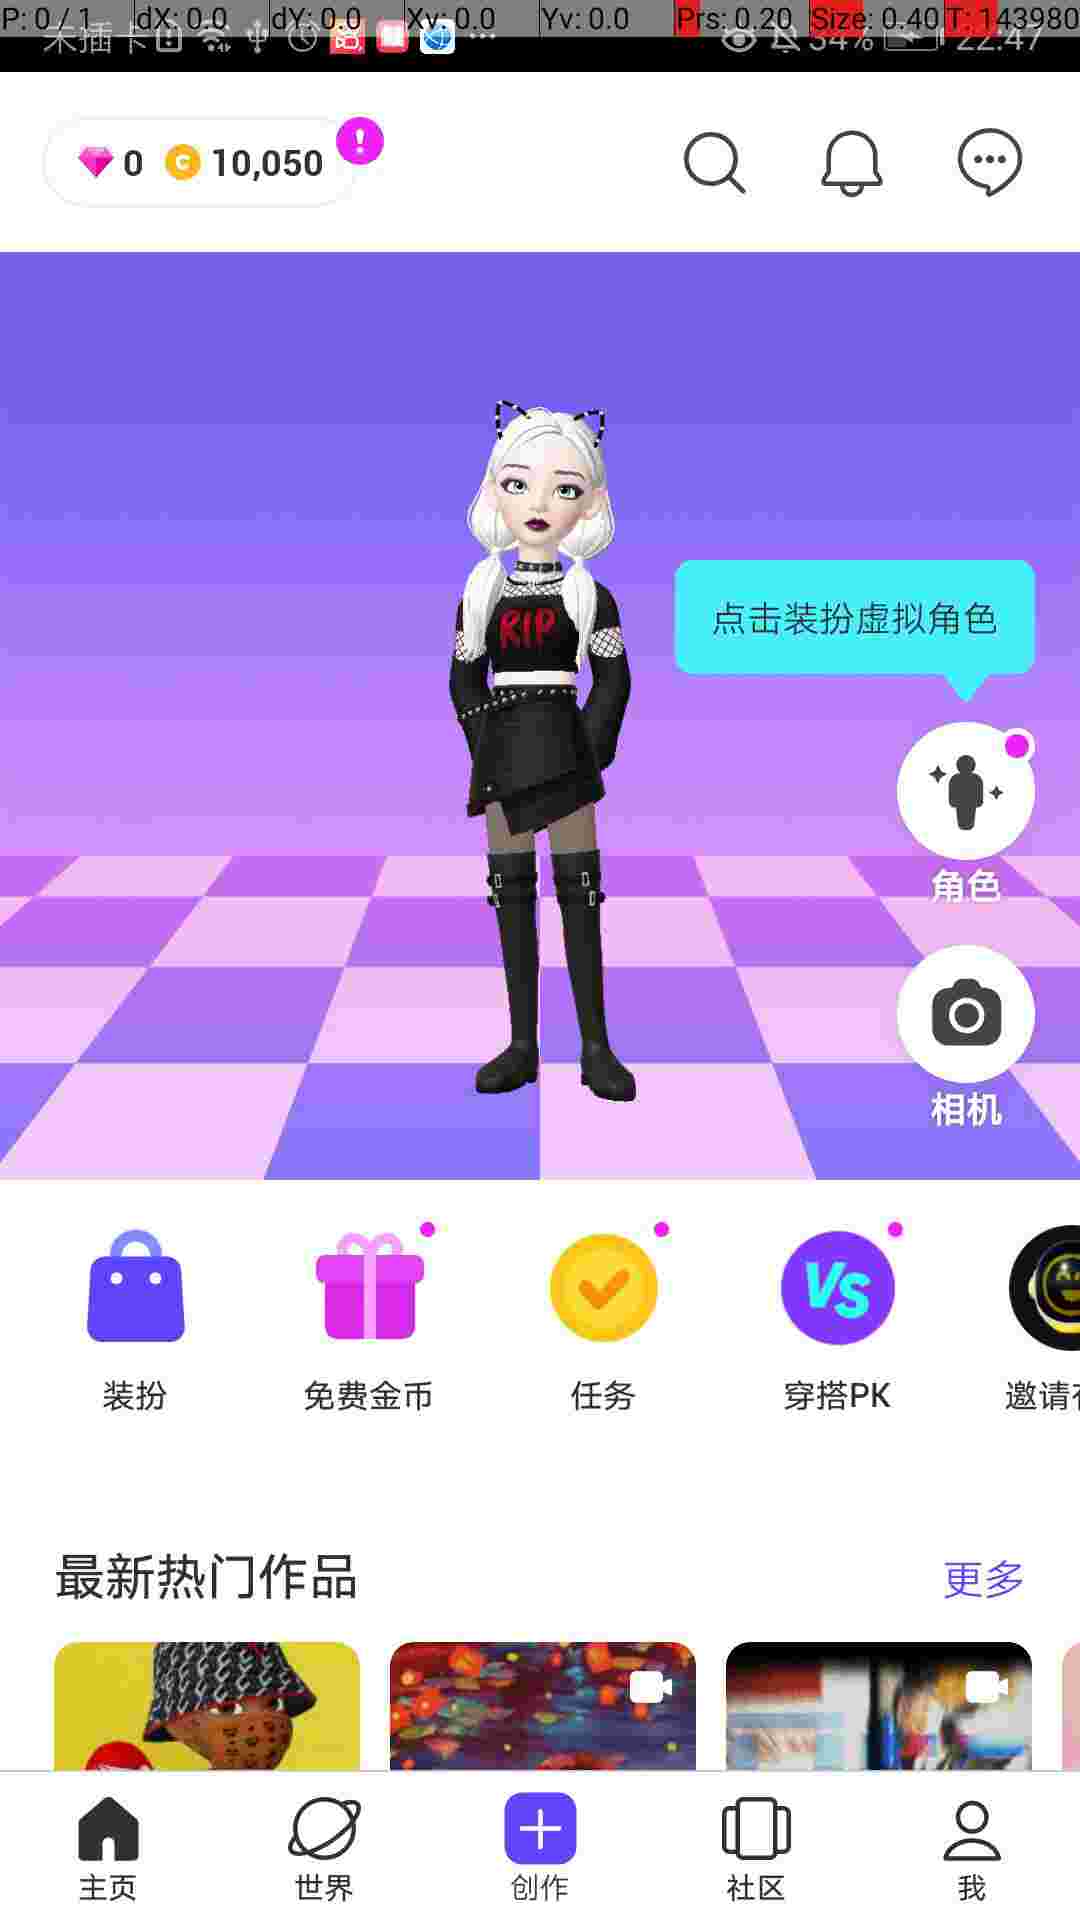 P: 0 / 1 dX: 0.0 dY: 0.0 Xv: 0.0 Yv: 0.0 Prs: 0.20 Size: 0.40 T: 143980
未插卡 34% 22:47
0 10,050
RIP
点击装扮虚拟角色
角色
相机
VS
装扮 免费金币 任务 穿搭PK 邀请
最新热门作品 更多
主页 世界 创作 社区 我